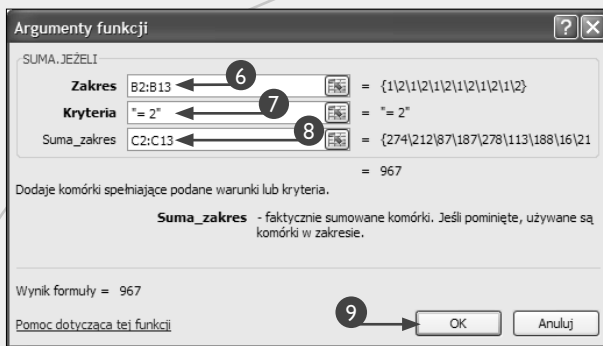 Argumenty funkcji
SUMA.JEŻELI
Zakres B2:B13 6 = {1\2\1\2\1\2\1\2\1\2\1\2}
Kryteria "= 2" 7 = "= 2"
Suma_zakres C2:C13 8 = {274\212\87\187\278\113\188\16\21
= 967
Dodaje komórki spełniające podane warunki lub kryteria.
Suma_zakres - faktycznie sumowane komórki. Jeśli pominięte, używane są
komórki w zakresie.
Wynik formuły = 967
Pomoc dotycząca tej funkcji 9 OK Anuluj